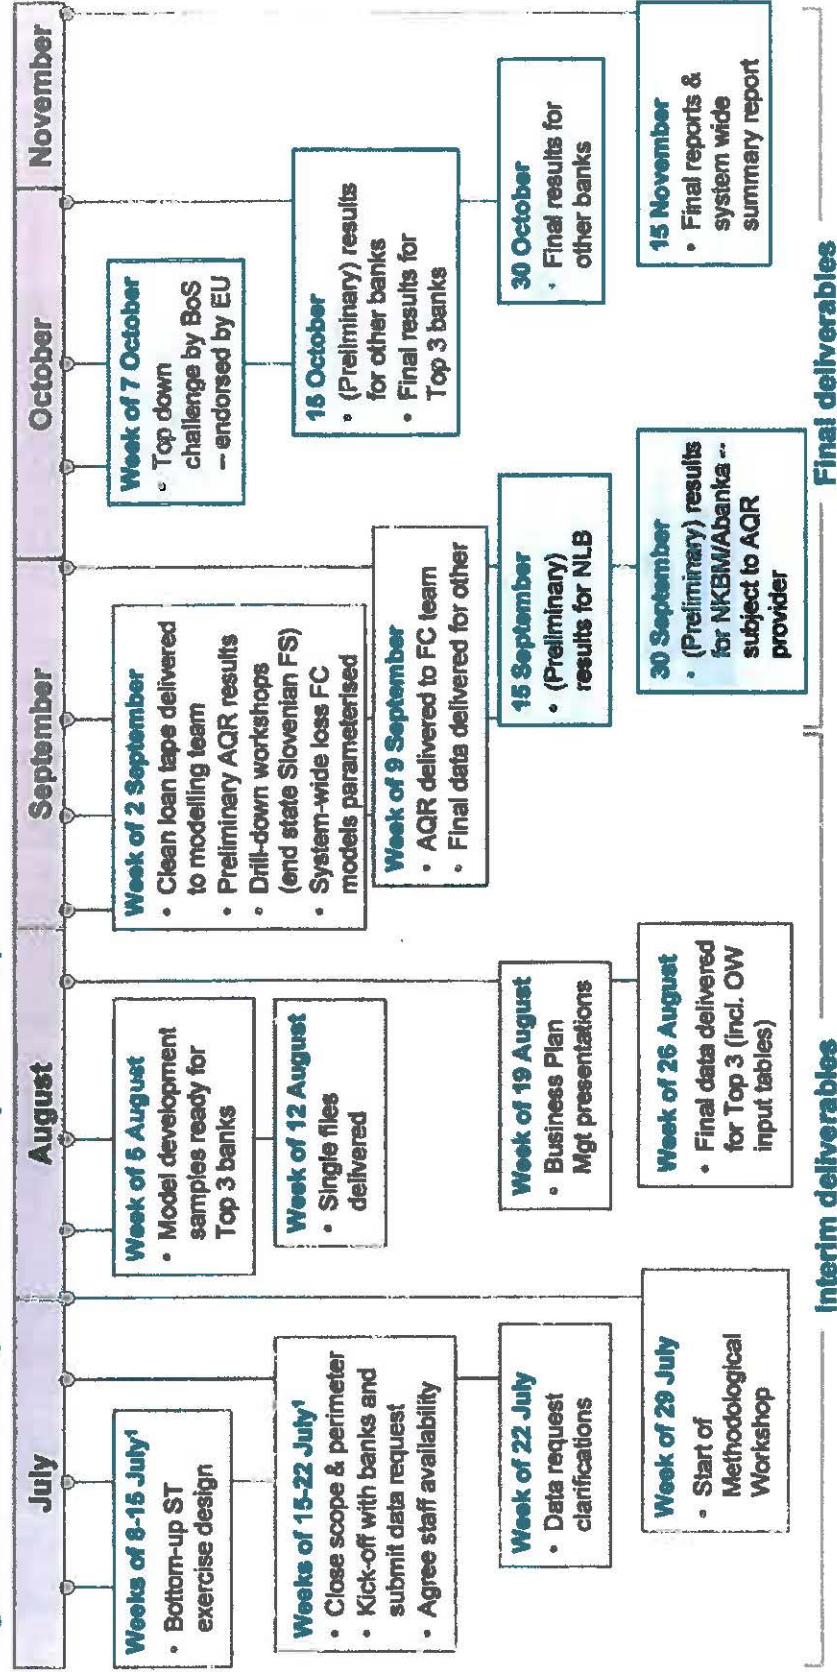 July
August
September
October
November
Weeks of 8-15 July¹
• Bottom-up ST
exercise design
Weeks of 15-22 July¹
• Close scope & perimeter
• Kick-off with banks and
submit data request
• Agree staff availability
Week of 22 July
• Data request
clarifications
Week of 29 July
• Start of
Methodological
Workshop
Week of 5 August
• Model development
samples ready for
Top 3 banks
Week of 12 August
• Single files
delivered
Week of 19 August
• Business Plan
Mgt presentations
Week of 26 August
• Final data delivered
for Top 3 (incl. OW
input tables)
Week of 2 September
• Clean loan tape delivered
to modelling team
• Preliminary AQR results
• Drill-down workshops
(end state Slovenian FS)
• System-wide loss FC
models parameterised
Week of 9 September
• AQR delivered to FC team
• Final data delivered for other
15 September
• (Preliminary)
results for NLB
30 September
• (Preliminary) results
for NKBM/Abanka --
subject to AQR
provider
Week of 7 October
• Top down
challenge by BoS
– endorsed by EU
15 October
• (Preliminary) results
for other banks
• Final results for
Top 3 banks
30 October
• Final results for
other banks
15 November
• Final reports &
system wide
summary report
Interim deliverables
Final deliverables